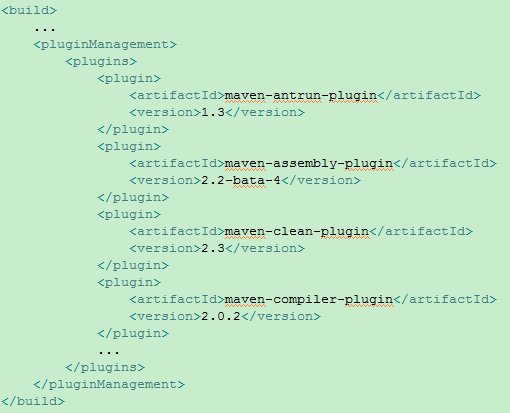 <build>
...
<pluginManagement>
<plugins>
<plugin>
<artifactId>maven-antrun-plugin</artifactId>
<version>1.3</version>
</plugin>
<plugin>
<artifactId>maven-assembly-plugin</artifactId>
<version>2.2-bata-4</version>
</plugin>
<plugin>
<artifactId>maven-clean-plugin</artifactId>
<version>2.3</version>
</plugin>
<plugin>
<artifactId>maven-compiler-plugin</artifactId>
<version>2.0.2</version>
</plugin>
...
</plugins>
</pluginManagement>
</build>